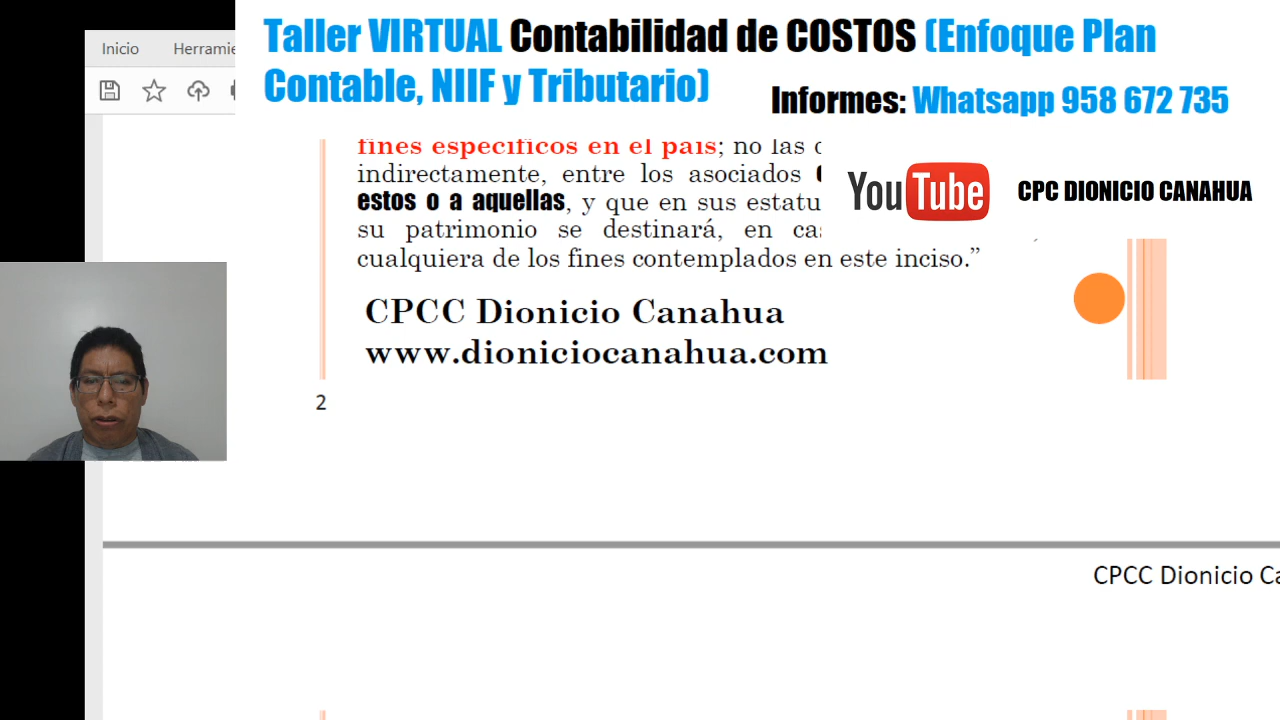 Inicio
Taller VIRTUAL Contabilidad de COSTOS (Enfoque Plan
Contable, NIIF y Tributario)
Informes: Whatsapp 958 672 735
YouTube
CPC DIONICIO CANAHUA
fines específicos en el país; no las
indirectamente, entre los asociados
estos o a aquellas, y que en sus
su patrimonio se destinará, en
cualquiera de los fines contemplados en este inciso.”
CPCC Dionicio Canahua
www.dioniciocanahua.com
2
CPCC Dionicio